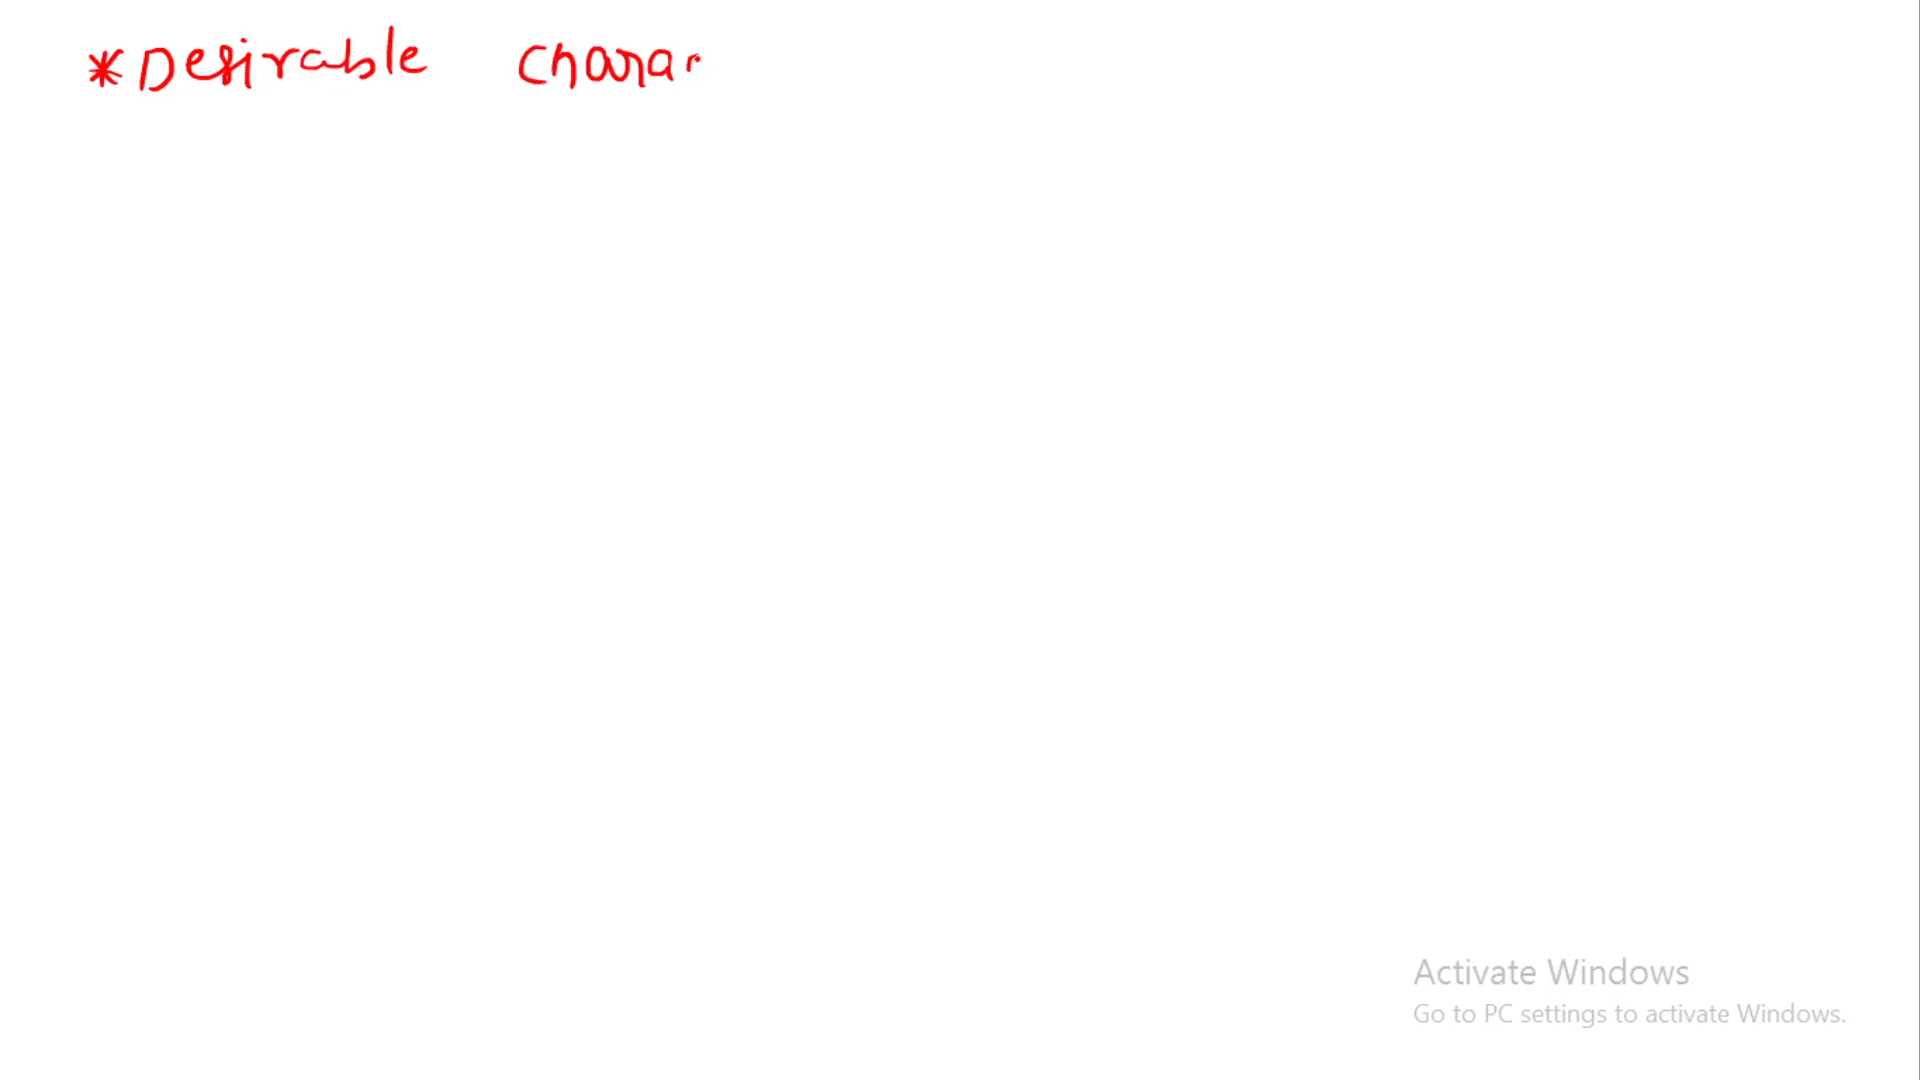 *Desirable Charac
Activate Windows
Go to PC settings to activate Windows.